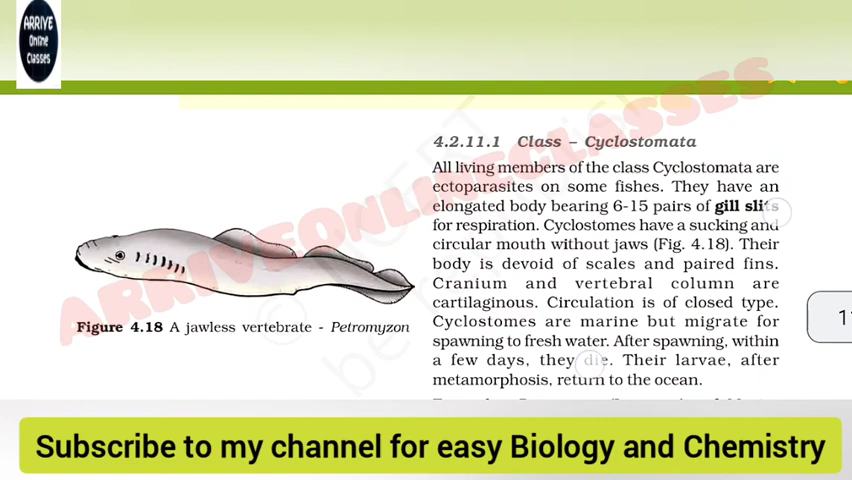 ARRIVE
Online
Classes
ARRIVEONLINECLASSES
4.2.11.1 Class – Cyclostomata
All living members of the class Cyclostomata are
ectoparasites on some fishes. They have an
elongated body bearing 6-15 pairs of gill slits
for respiration. Cyclostomes have a sucking and
circular mouth without jaws (Fig. 4.18). Their
body is devoid of scales and paired fins.
Cranium and vertebral column are
cartilaginous. Circulation is of closed type.
Cyclostomes are marine but migrate for
spawning to fresh water. After spawning, within
a few days, they die. Their larvae, after
metamorphosis, return to the ocean.
Figure 4.18 A jawless vertebrate - Petromyzon
Subscribe to my channel for easy Biology and Chemistry